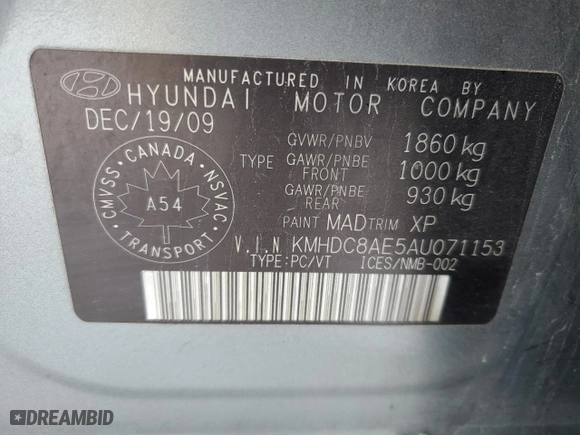 MANUFACTURED IN KOREA BY
HYUNDAI MOTOR COMPANY
DEC/19/09
GVWR/PNBV 1860 kg
TYPE GAWR/PNBE FRONT 1000 kg
GAWR/PNBE REAR 930 kg
PAINT MAD TRIM XP
V.I.N KMHDC8AE5AU071153
TYPE:PC/VT ICES/NMB-002
CMVSS · CANADA · NSVAC
A54
TRANSPORT
DREAMBID